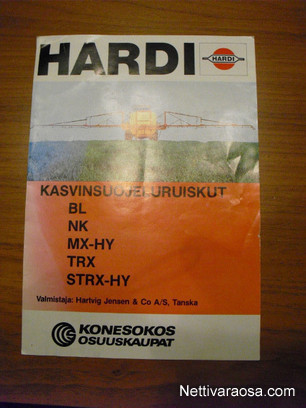 HARDI
HARDI
KASVINSUOJELURUISKUT
BL
NK
MX-HY
TRX
STRX-HY
Valmistaja: Hartvig Jensen & Co A/S, Tanska
KONESOKOS
OSUUSKAUPAT
Nettivaraosa.com